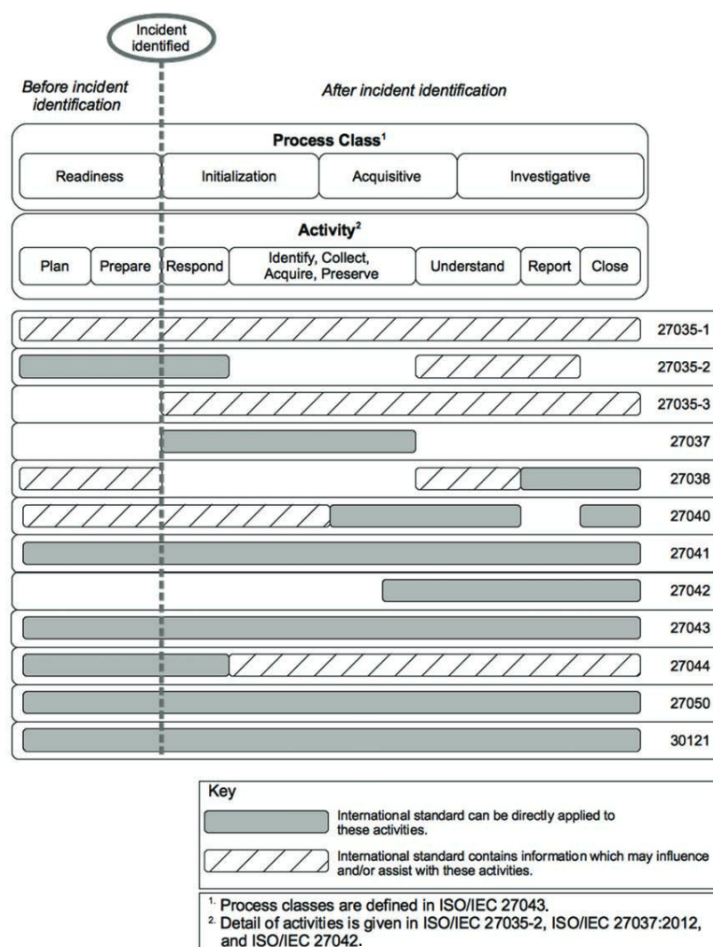 Incident
identified
Before incident
identification
After incident identification
Process Class1
Readiness
Initialization
Acquisitive
Investigative
Activity2
Plan
Prepare
Respond
Identify, Collect,
Acquire, Preserve
Understand
Report
Close
27035-1
27035-2
27035-3
27037
27038
27040
27041
27042
27043
27044
27050
30121
Key
International standard can be directly applied to
these activities.
International standard contains information which may influence
and/or assist with these activities.
1. Process classes are defined in ISO/IEC 27043.
2. Detail of activities is given in ISO/IEC 27035-2, ISO/IEC 27037:2012,
and ISO/IEC 27042.